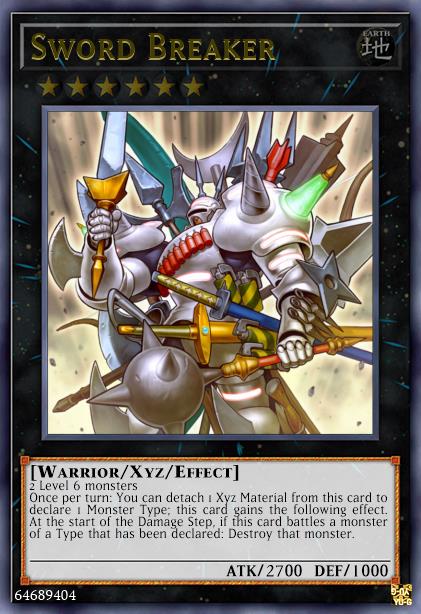 SWORD BREAKER
EARTH
地
[WARRIOR/XYZ/EFFECT]
2 Level 6 monsters
Once per turn: You can detach 1 Xyz Material from this card to
declare 1 Monster Type; this card gains the following effect.
At the start of the Damage Step, if this card battles a monster
of a Type that has been declared: Destroy that monster.
ATK/2700 DEF/1000
64689404